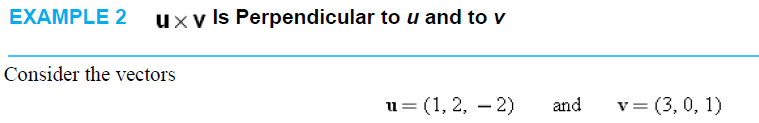 EXAMPLE 2 u × v Is Perpendicular to u and to v
Consider the vectors
u = (1, 2, − 2) and v = (3, 0, 1)